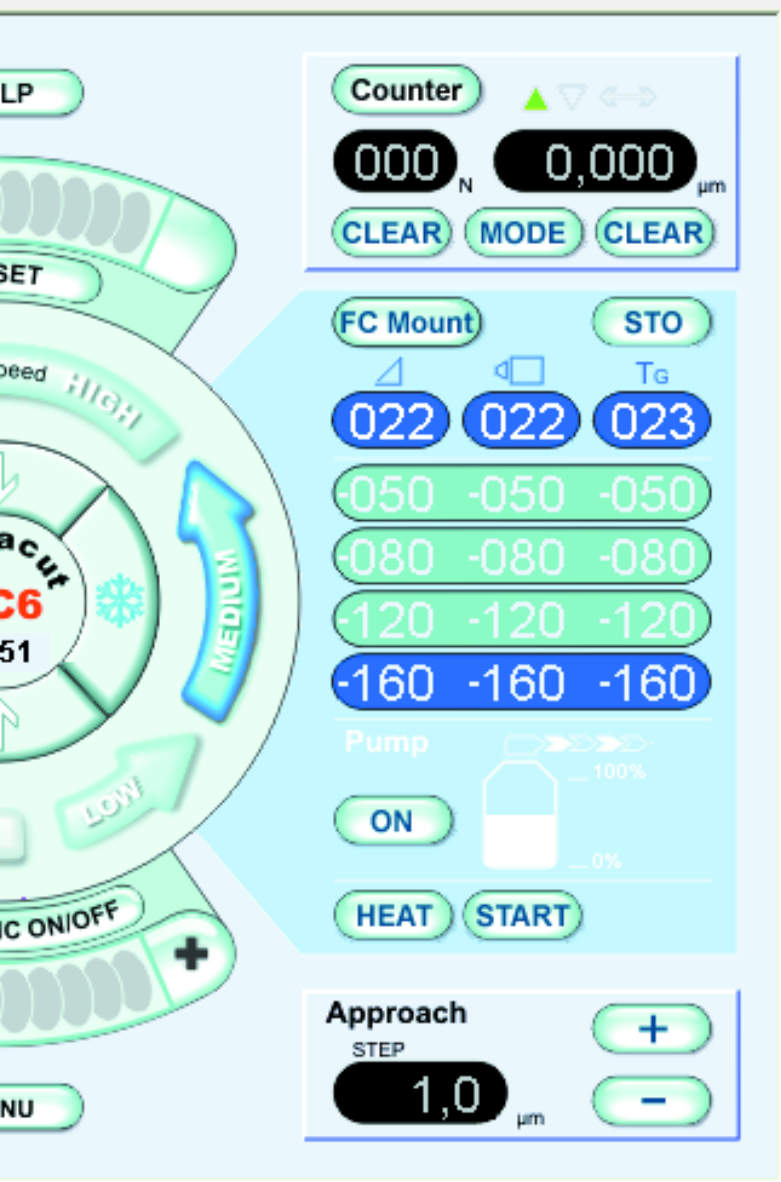 LP
Counter
000 N 0,000 µm
CLEAR MODE CLEAR
SET
FC Mount STO
peed HIGH
TG
022 022 023
-050 -050 -050
-080 -080 -080
acut
C6
-120 -120 -120
51
MEDIUM
-160 -160 -160
Pump
100%
LOW
ON
0%
HEAT START
C ON/OFF
Approach
STEP
+
1,0 µm
−
NU